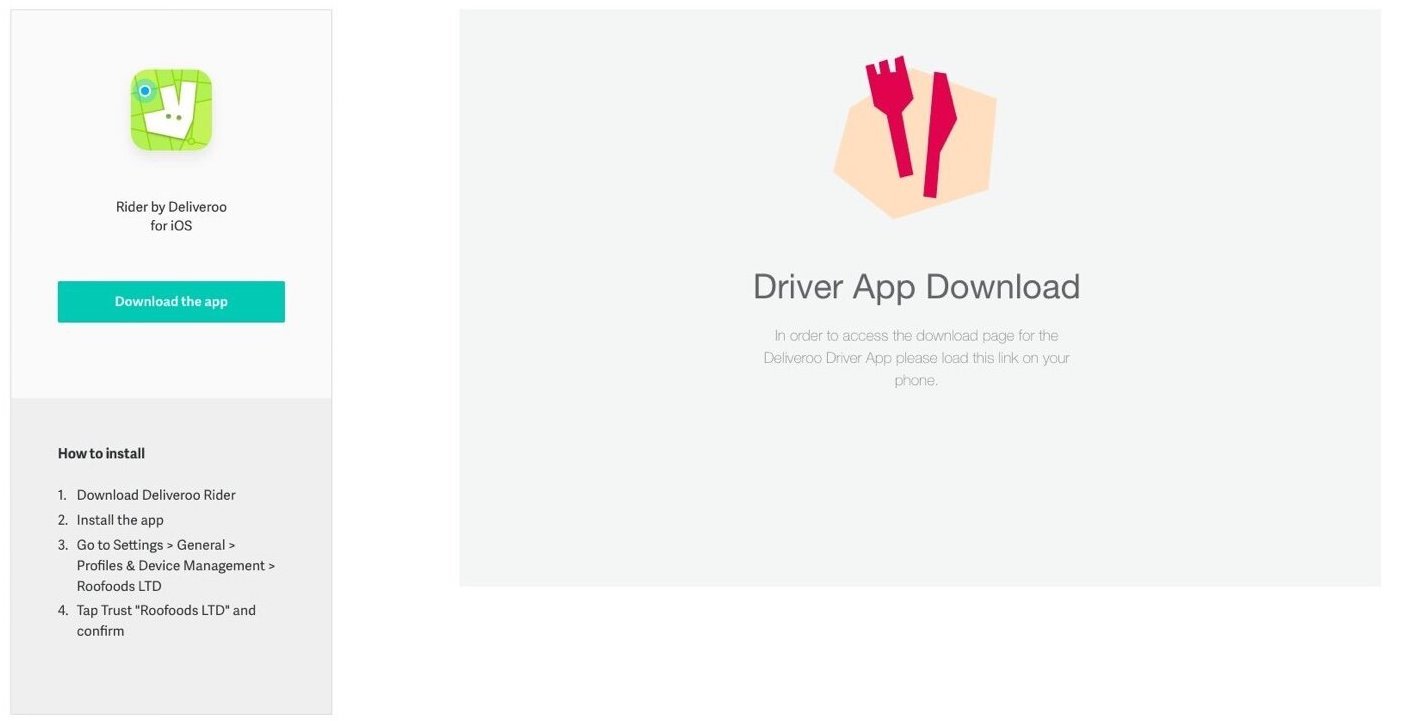 Rider by Deliveroo
for iOS
Download the app
How to install
1. Download Deliveroo Rider
2. Install the app
3. Go to Settings > General >
Profiles & Device Management >
Roofoods LTD
4. Tap Trust "Roofoods LTD" and
confirm
Driver App Download
In order to access the download page for the
Deliveroo Driver App please load this link on your
phone.